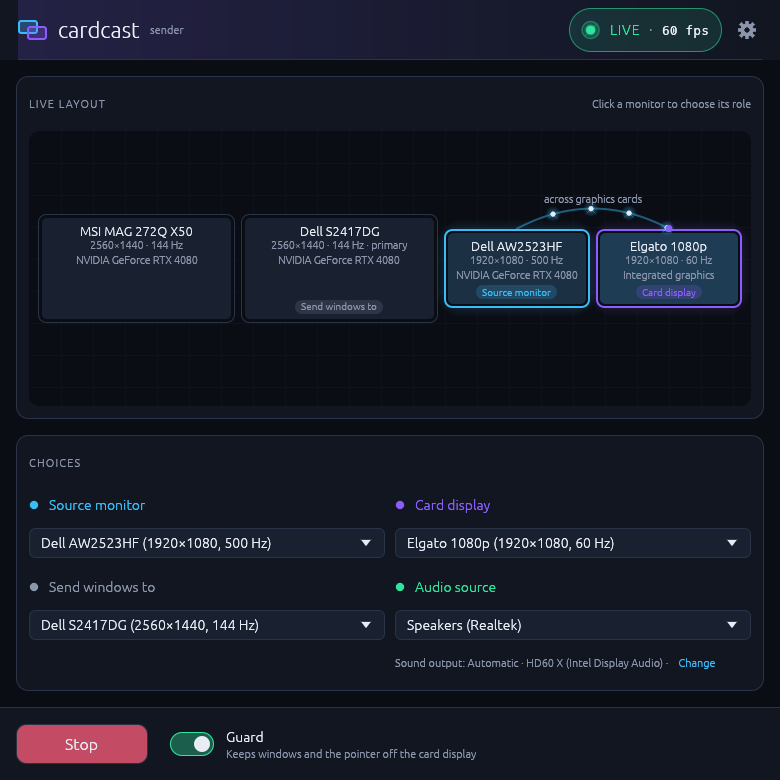 cardcast sender
LIVE · 60 fps
LIVE LAYOUT
Click a monitor to choose its role
across graphics cards
MSI MAG 272Q X50
2560×1440 · 144 Hz
NVIDIA GeForce RTX 4080
Dell S2417DG
2560×1440 · 144 Hz · primary
NVIDIA GeForce RTX 4080
Send windows to
Dell AW2523HF
1920×1080 · 500 Hz
NVIDIA GeForce RTX 4080
Source monitor
Elgato 1080p
1920×1080 · 60 Hz
Integrated graphics
Card display
CHOICES
Source monitor
Dell AW2523HF (1920×1080, 500 Hz)
Card display
Elgato 1080p (1920×1080, 60 Hz)
Send windows to
Dell S2417DG (2560×1440, 144 Hz)
Audio source
Speakers (Realtek)
Sound output: Automatic · HD60 X (Intel Display Audio) · Change
Stop
Guard
Keeps windows and the pointer off the card display